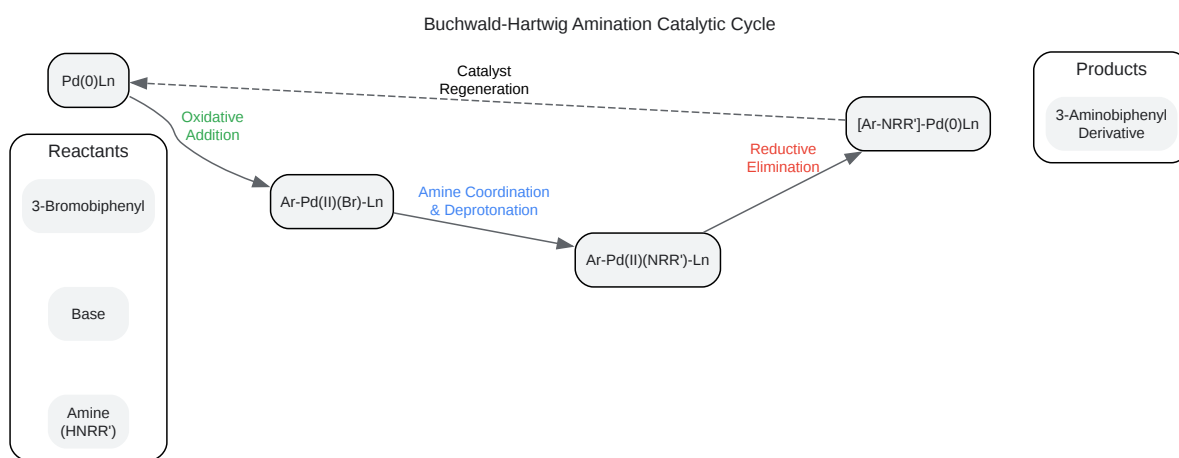 Buchwald-Hartwig Amination Catalytic Cycle
Pd(0)Ln
Catalyst
Regeneration
Products
3-Aminobiphenyl
Derivative
[Ar-NRR']-Pd(0)Ln
Oxidative
Addition
Reductive
Elimination
Reactants
3-Bromobiphenyl
Ar-Pd(II)(Br)-Ln
Amine Coordination
& Deprotonation
Ar-Pd(II)(NRR')-Ln
Base
Amine
(HNRR')